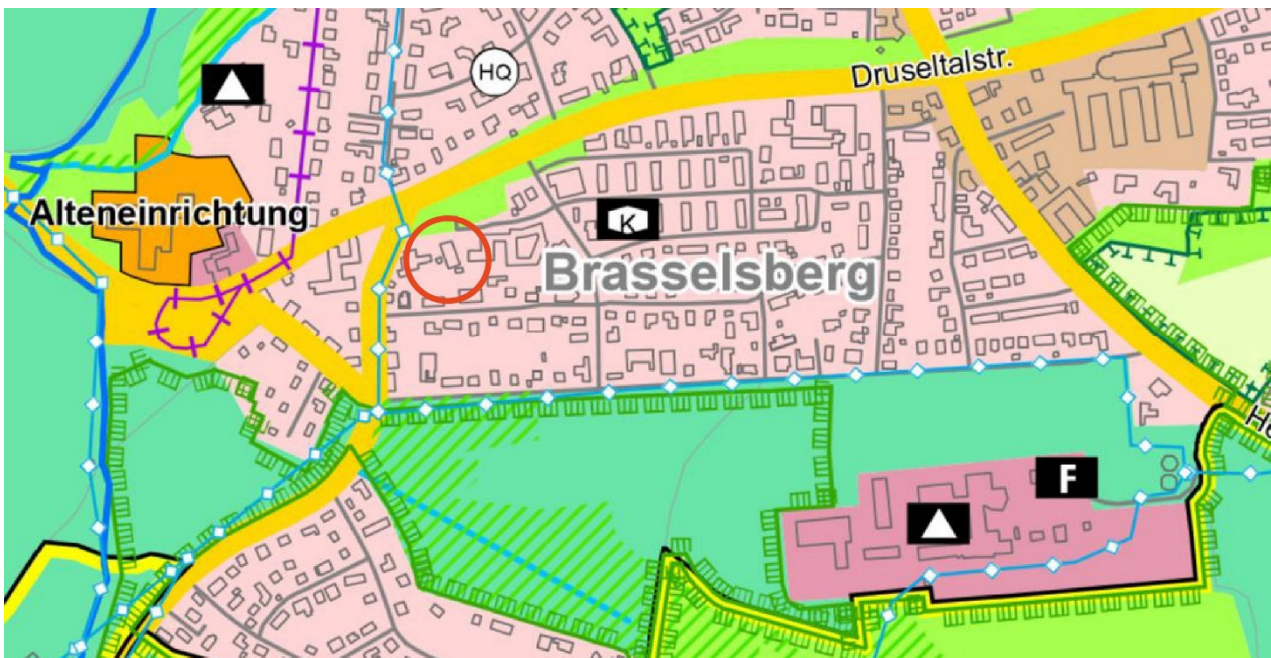 HQ
Druseltalstr.
Alteneinrichtung
K
Brasselsberg
F